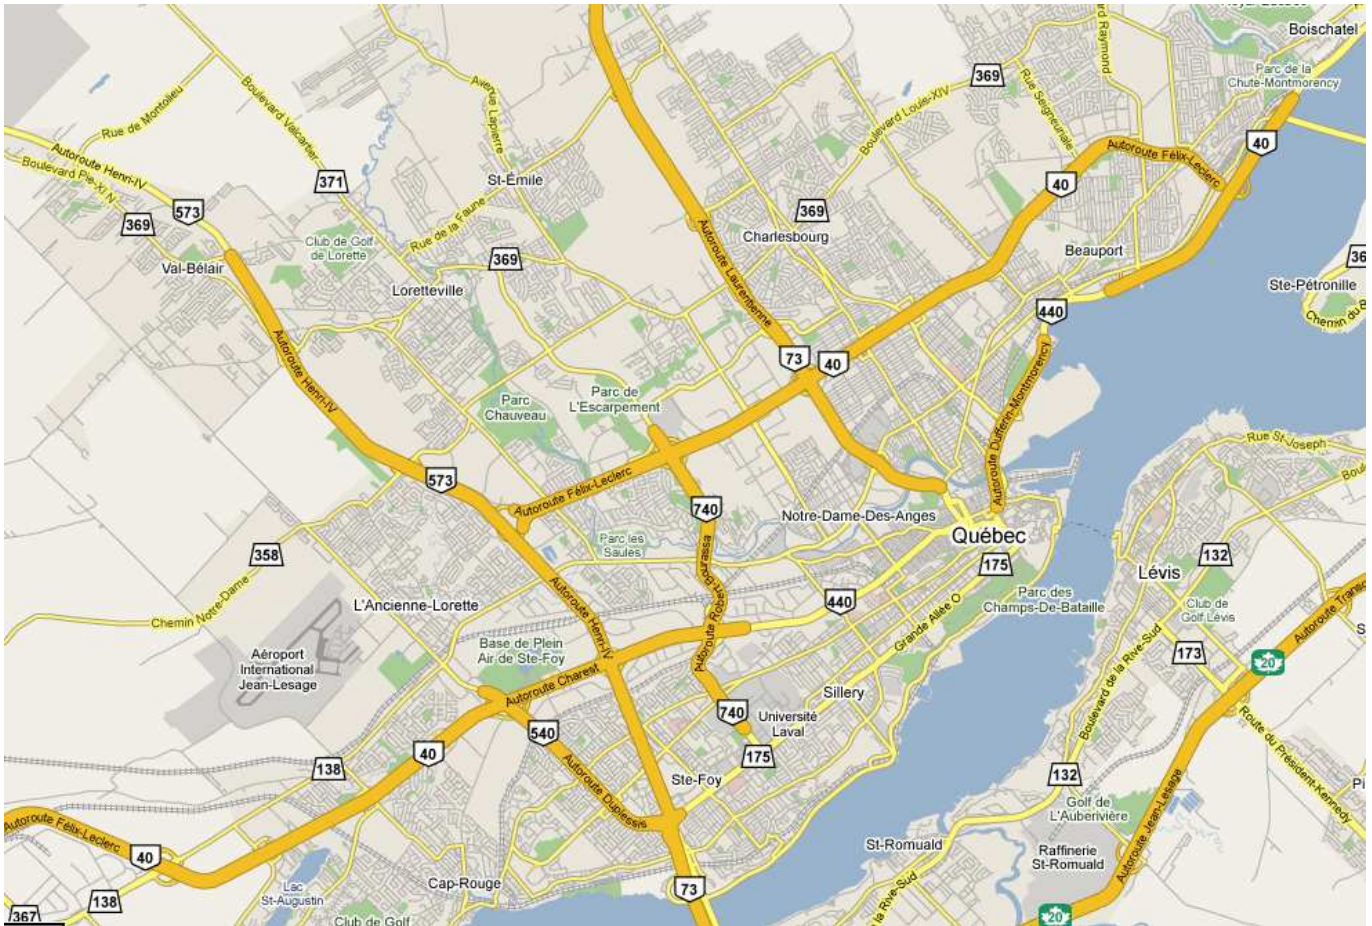 Boischatel
Parc de la
Chute-Montmorency
369
Boulevard Raymond
Rue Seigneuriale
Boulevard Louis-XIV
Avenue Lapierre
Boulevard Valcartier
Rue de Montolieu
Autoroute Henri-IV
Boulevard Pie-XI N
40
Autoroute Félix-Leclerc
40
St-Émile
371
573
369
369
Rue de la Faune
Charlesbourg
Autoroute Laurentienne
Beauport
Club de Golf
de Lorette
Val-Bélair
369
Loretteville
Ste-Pétronille
440
73
40
Autoroute Henri-IV
Autoroute Dufferin-Montmorency
Parc
Chauveau
Parc de
L'Escarpement
Rue St-Joseph
573
Autoroute Félix-Leclerc
740
Notre-Dame-Des-Anges
Québec
Parc les
Saules
358
175
132
Lévis
Autoroute Robert-Bourassa
Autoroute Henri-IV
Parc des
Champs-De-Bataille
440
L'Ancienne-Lorette
Chemin Notre-Dame
Grande Allée O
Club de
Golf Lévis
Base de Plein
Air de Ste-Foy
Aéroport
International
Jean-Lesage
Autoroute Charest
173
20
Boulevard de la Rive-Sud
Sillery
740
Université
Laval
540
40
175
138
Ste-Foy
132
Route du Président-Kennedy
Autoroute Duplessis
Golf de
L'Auberivière
Autoroute Jean-Lesage
Autoroute Félix-Leclerc
40
St-Romuald
Raffinerie
St-Romuald
Cap-Rouge
73
Lac
St-Augustin
138
367
Club de Golf
20